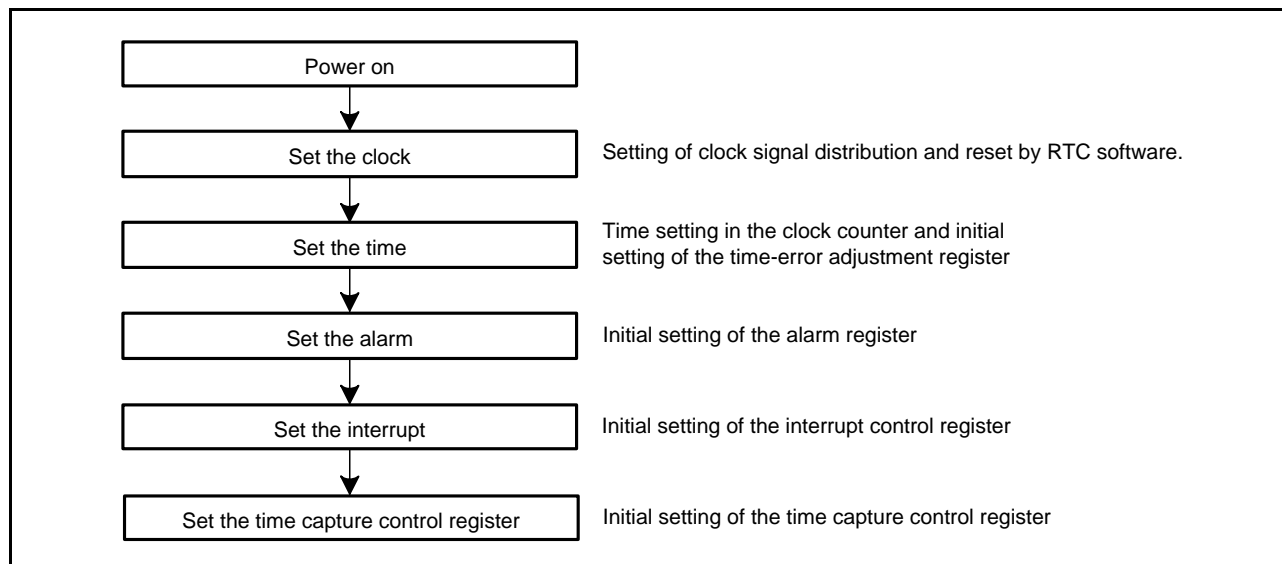 Power on
Set the clock
Setting of clock signal distribution and reset by RTC software.
Set the time
Time setting in the clock counter and initial
setting of the time-error adjustment register
Set the alarm
Initial setting of the alarm register
Set the interrupt
Initial setting of the interrupt control register
Set the time capture control register
Initial setting of the time capture control register